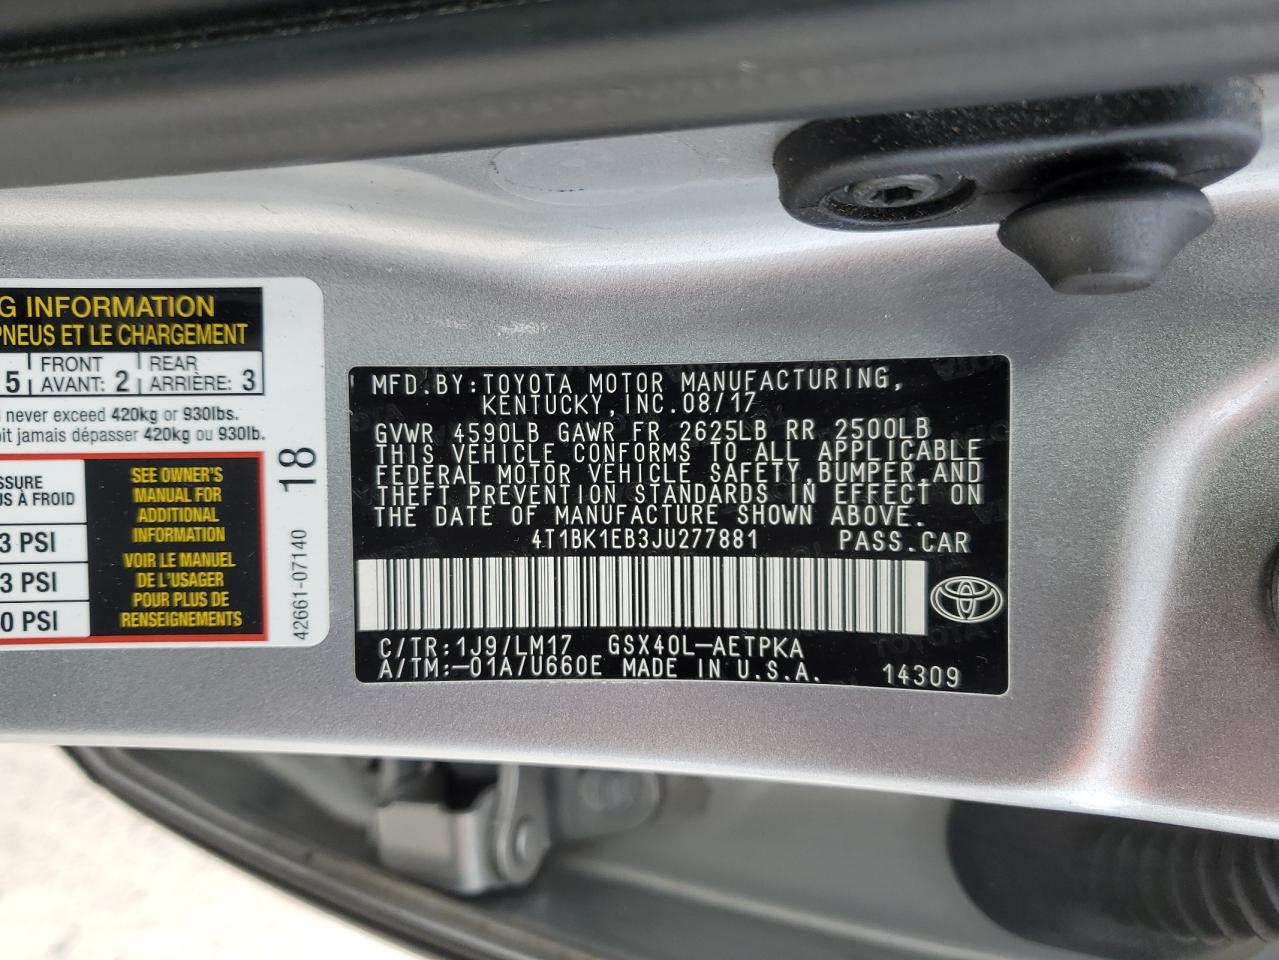 G INFORMATION
PNEUS ET LE CHARGEMENT
5 FRONT AVANT: 2 REAR ARRIÈRE: 3
never exceed 420kg or 930lbs.
oit jamais dépasser 420kg ou 930lb.
SSURE
US À FROID
3 PSI
3 PSI
0 PSI
SEE OWNER'S
MANUAL FOR
ADDITIONAL
INFORMATION
VOIR LE MANUEL
DE L'USAGER
POUR PLUS DE
RENSEIGNEMENTS
18
42661-07140
MFD.BY:TOYOTA MOTOR MANUFACTURING,
KENTUCKY,INC.08/17
GVWR 4590LB GAWR FR 2625LB RR 2500LB
THIS VEHICLE CONFORMS TO ALL APPLICABLE
FEDERAL MOTOR VEHICLE SAFETY,BUMPER,AND
THEFT PREVENTION STANDARDS IN EFFECT ON
THE DATE OF MANUFACTURE SHOWN ABOVE.
4T1BK1EB3JU277881 PASS.CAR
C/TR:1J9/LM17 GSX40L-AETPKA
A/TM:-01A/U660E MADE IN U.S.A. 14309